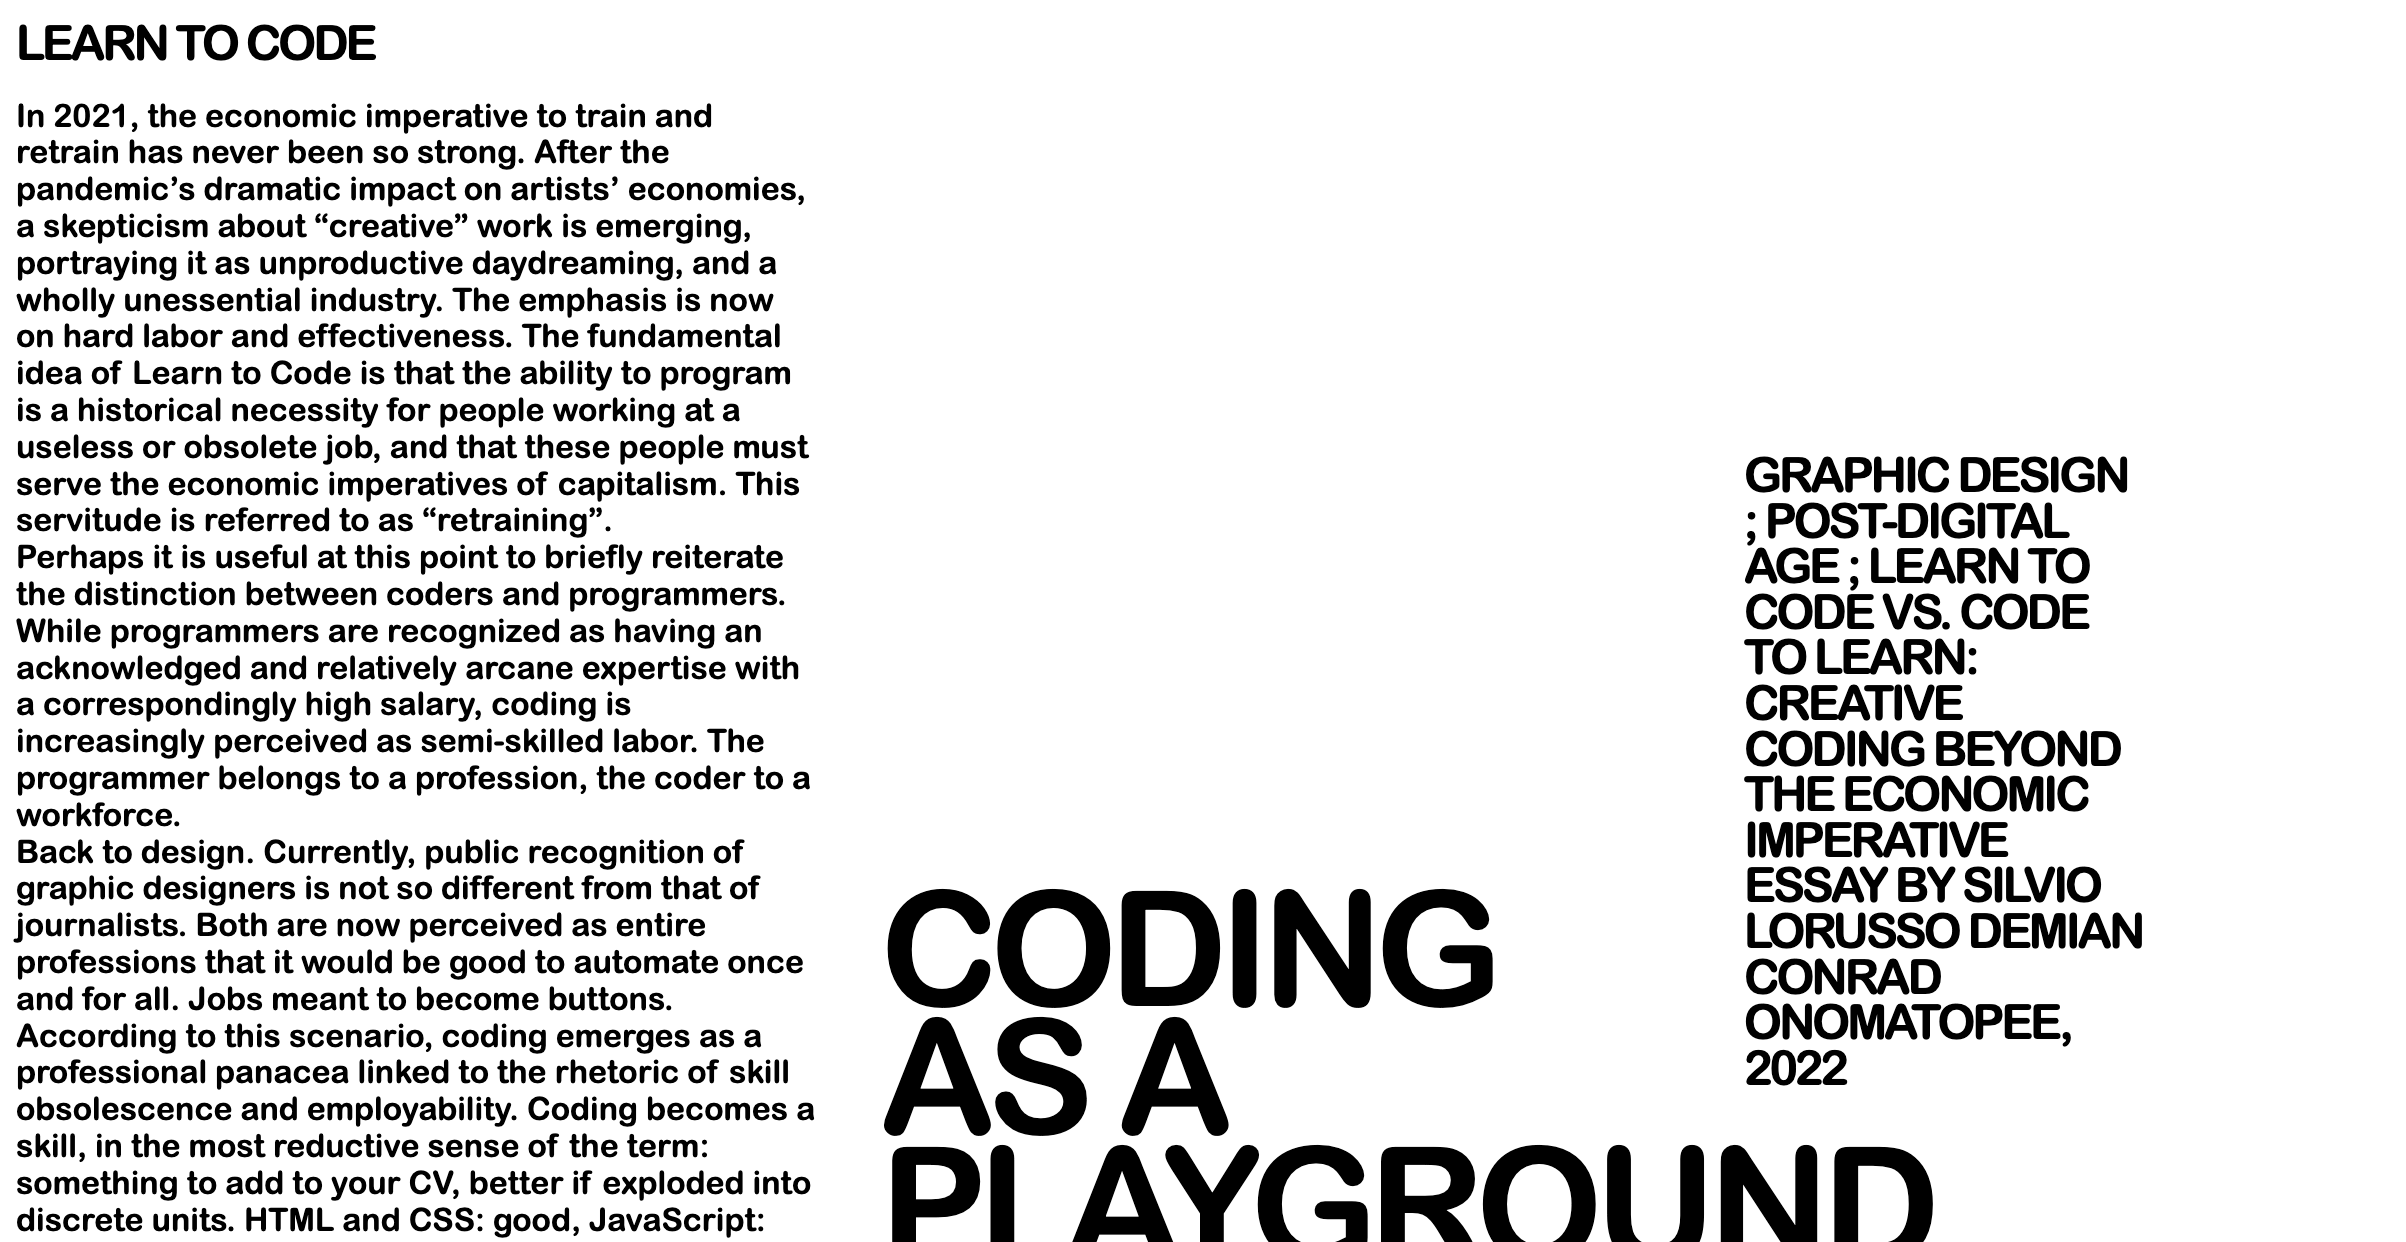 LEARN TO CODE
In 2021, the economic imperative to train and
retrain has never been so strong. After the
pandemic’s dramatic impact on artists’ economies,
a skepticism about “creative” work is emerging,
portraying it as unproductive daydreaming, and a
wholly unessential industry. The emphasis is now
on hard labor and effectiveness. The fundamental
idea of Learn to Code is that the ability to program
is a historical necessity for people working at a
useless or obsolete job, and that these people must
serve the economic imperatives of capitalism. This
servitude is referred to as “retraining”.
Perhaps it is useful at this point to briefly reiterate
the distinction between coders and programmers.
While programmers are recognized as having an
acknowledged and relatively arcane expertise with
a correspondingly high salary, coding is
increasingly perceived as semi-skilled labor. The
programmer belongs to a profession, the coder to a
workforce.
Back to design. Currently, public recognition of
graphic designers is not so different from that of
journalists. Both are now perceived as entire
professions that it would be good to automate once
and for all. Jobs meant to become buttons.
According to this scenario, coding emerges as a
professional panacea linked to the rhetoric of skill
obsolescence and employability. Coding becomes a
skill, in the most reductive sense of the term:
something to add to your CV, better if exploded into
discrete units. HTML and CSS: good, JavaScript:
CODING
AS A
PLAYGROUND
GRAPHIC DESIGN
; POST-DIGITAL
AGE ; LEARN TO
CODE VS. CODE
TO LEARN:
CREATIVE
CODING BEYOND
THE ECONOMIC
IMPERATIVE
ESSAY BY SILVIO
LORUSSO DEMIAN
CONRAD
ONOMATOPEE,
2022